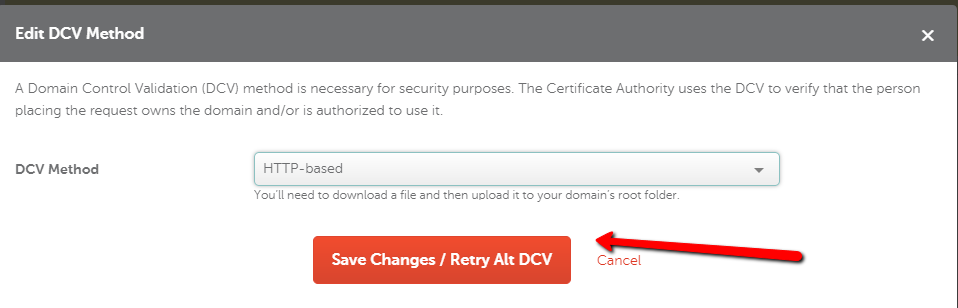 Edit DCV Method
×
A Domain Control Validation (DCV) method is necessary for security purposes. The Certificate Authority uses the DCV to verify that the person
placing the request owns the domain and/or is authorized to use it.
DCV Method
HTTP-based
You'll need to download a file and then upload it to your domain's root folder.
Save Changes / Retry Alt DCV
Cancel